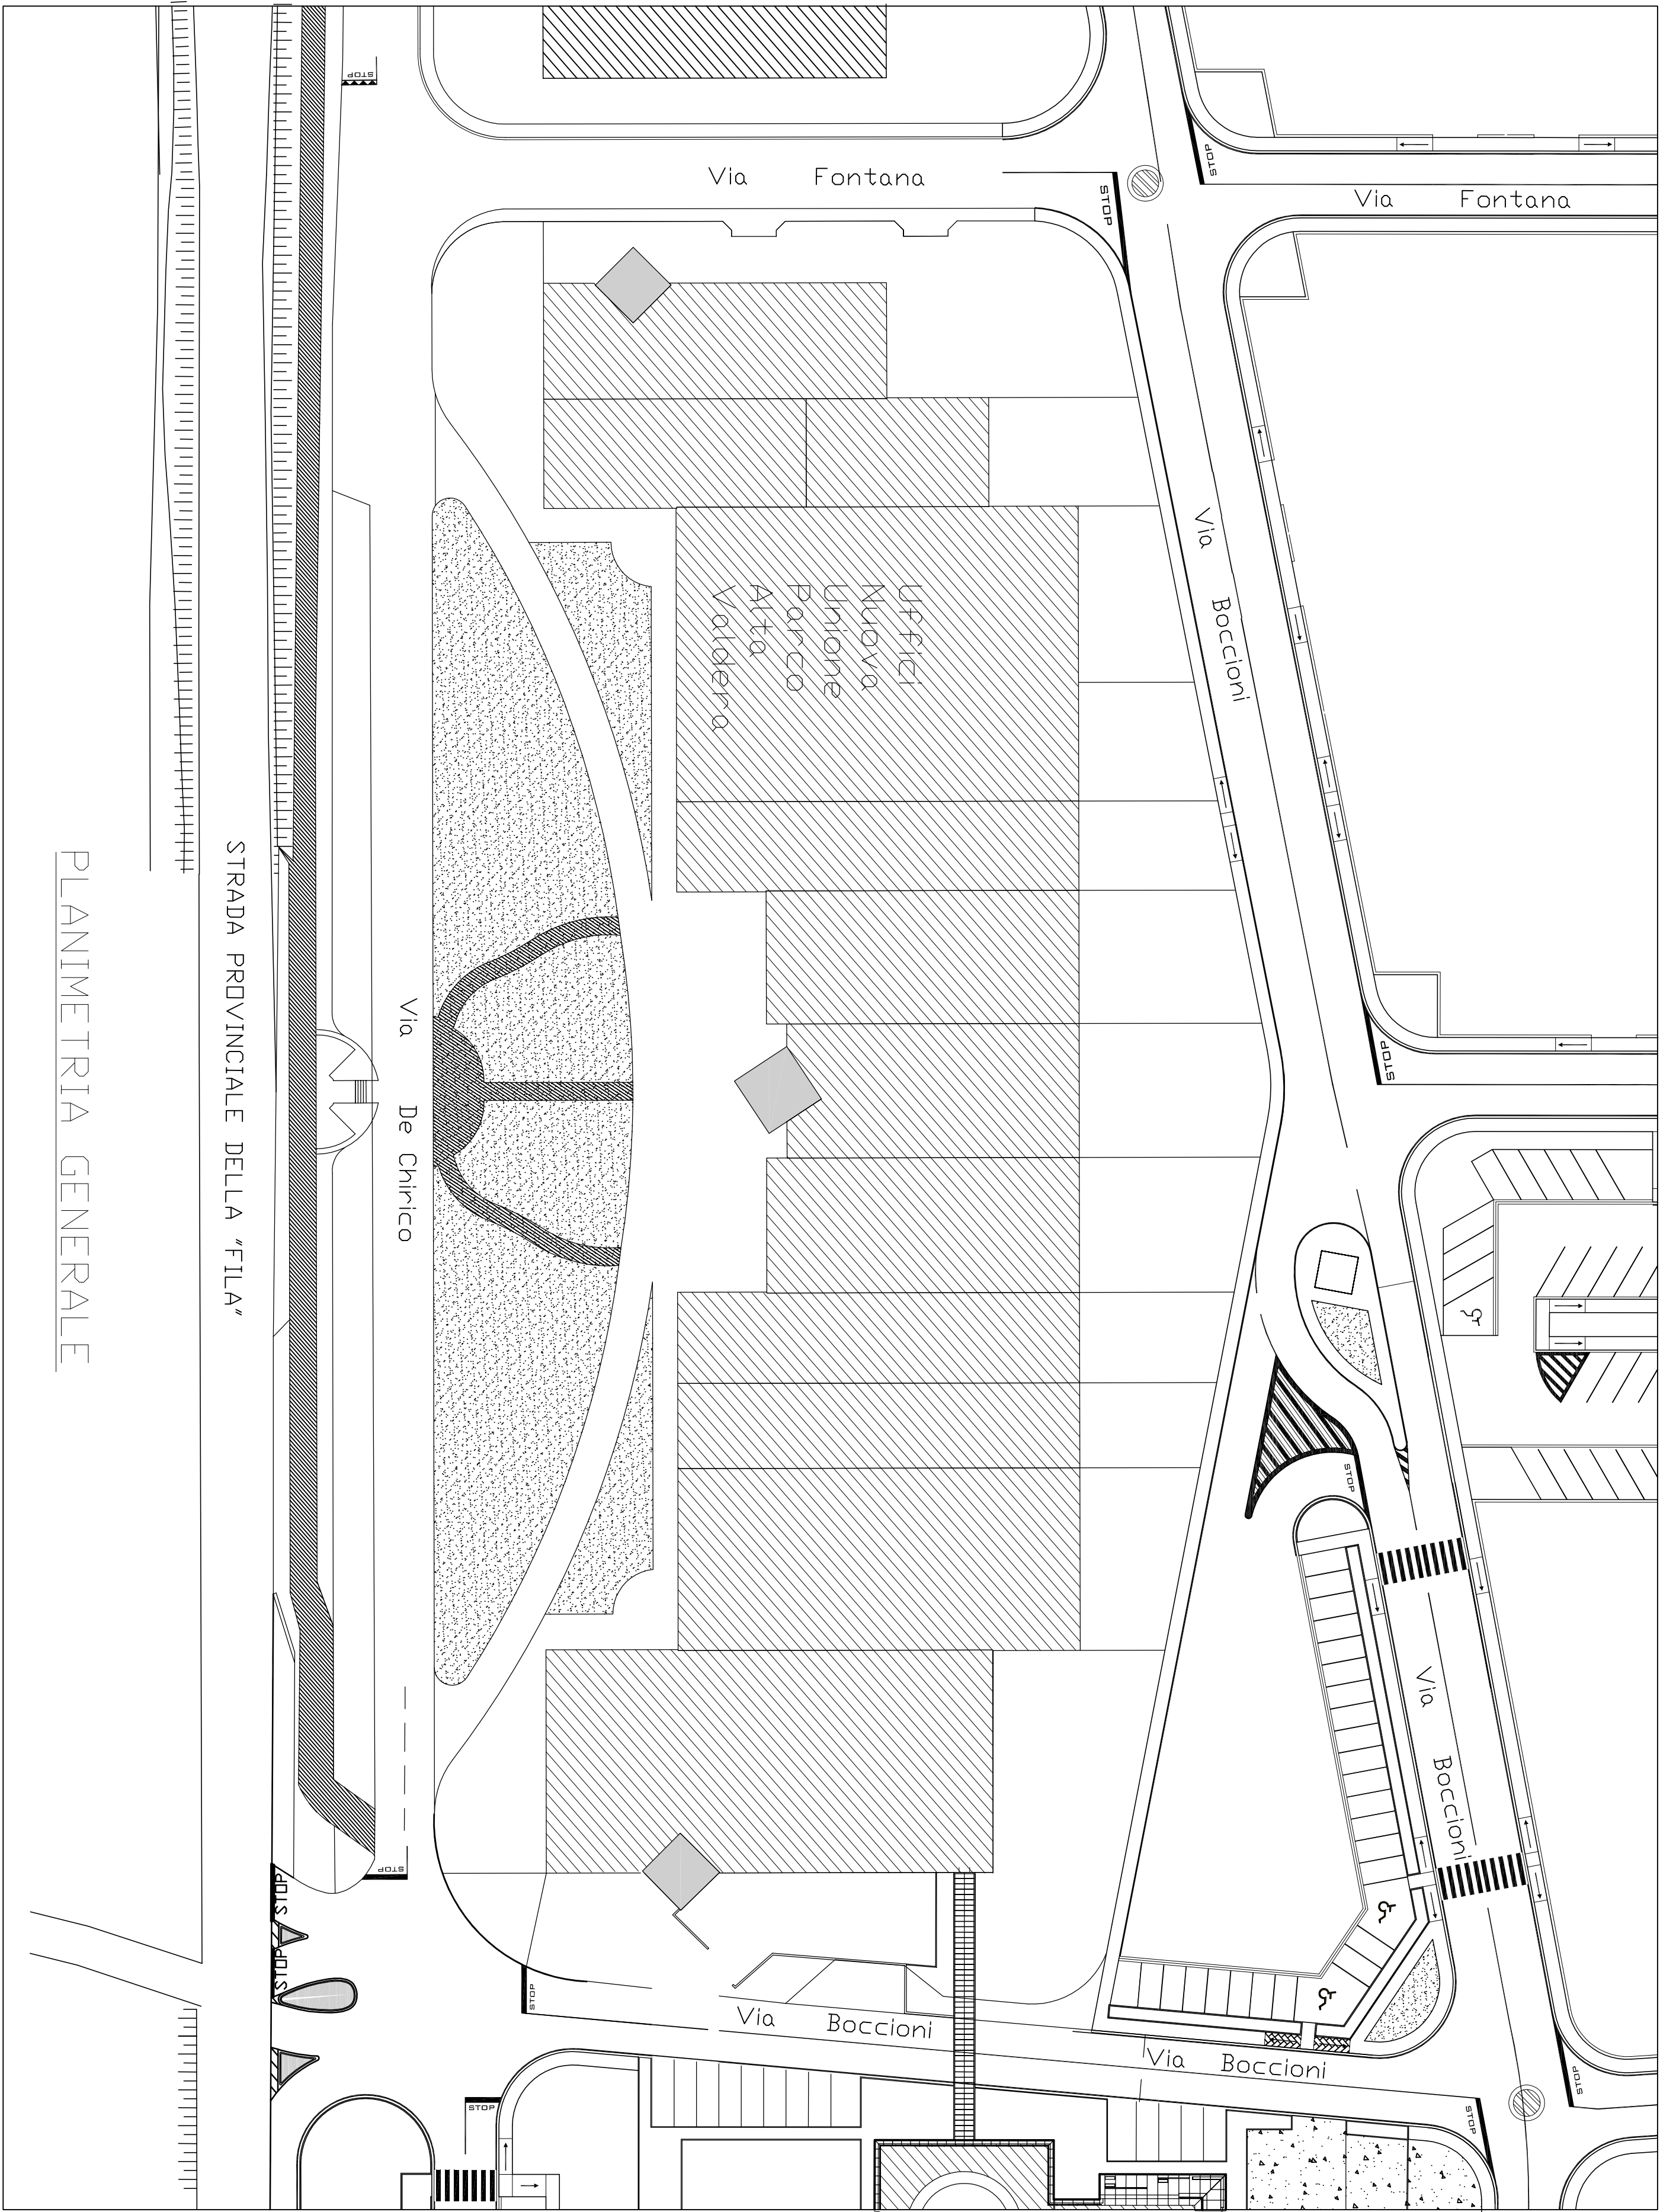 STOP
STOP
Via Fontana
Via Fontana
STOP
Via Boccioni
Uffici
Nuova
Unione
Parco
Alta
Valdera
STRADA PROVINCIALE DELLA "FILA"
PLANIMETRIA GENERALE
Via De Chirico
STOP
STOP
Via Boccioni
STOP
STOP
STOP
STOP
Via Boccioni
Via Boccioni
STOP
STOP
STOP